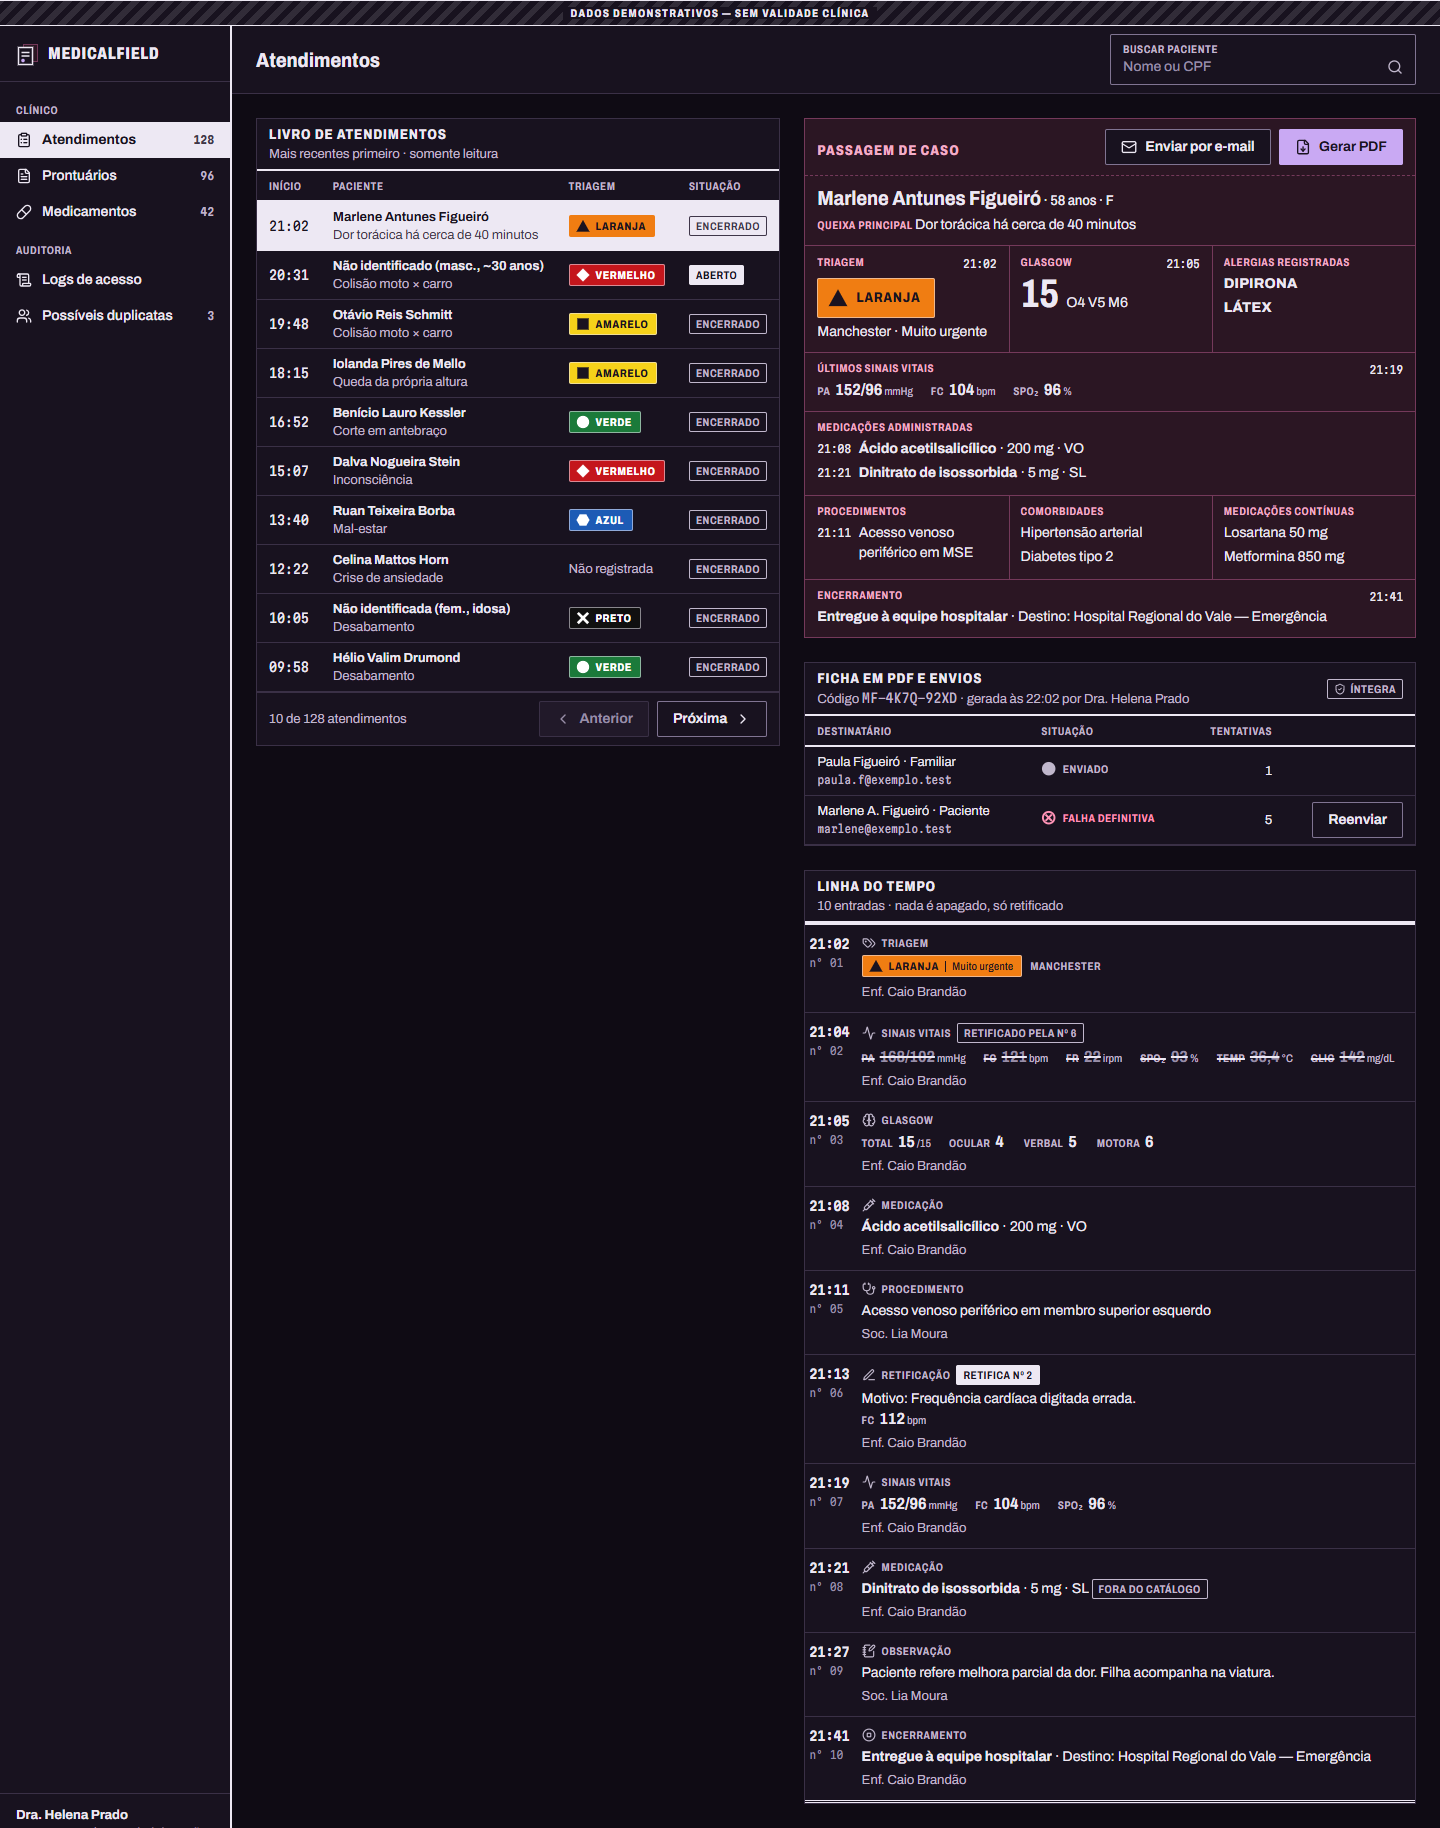 DADOS DEMONSTRATIVOS — SEM VALIDADE CLÍNICA
MEDICALFIELD
CLÍNICO
Atendimentos 128
Prontuários 96
Medicamentos 42
AUDITORIA
Logs de acesso
Possíveis duplicatas 3
Dra. Helena Prado
Atendimentos
BUSCAR PACIENTE
Nome ou CPF
LIVRO DE ATENDIMENTOS
Mais recentes primeiro · somente leitura
INÍCIO PACIENTE TRIAGEM SITUAÇÃO
21:02 Marlene Antunes Figueiró LARANJA ENCERRADO
Dor torácica há cerca de 40 minutos
20:31 Não identificado (masc., ~30 anos) VERMELHO ABERTO
Colisão moto × carro
19:48 Otávio Reis Schmitt AMARELO ENCERRADO
Colisão moto × carro
18:15 Iolanda Pires de Mello AMARELO ENCERRADO
Queda da própria altura
16:52 Benício Lauro Kessler VERDE ENCERRADO
Corte em antebraço
15:07 Dalva Nogueira Stein VERMELHO ENCERRADO
Inconsciência
13:40 Ruan Teixeira Borba AZUL ENCERRADO
Mal-estar
12:22 Celina Mattos Horn Não registrada ENCERRADO
Crise de ansiedade
10:05 Não identificada (fem., idosa) PRETO ENCERRADO
Desabamento
09:58 Hélio Valim Drumond VERDE ENCERRADO
Desabamento
10 de 128 atendimentos Anterior Próxima
PASSAGEM DE CASO Enviar por e-mail Gerar PDF
Marlene Antunes Figueiró · 58 anos · F
QUEIXA PRINCIPAL Dor torácica há cerca de 40 minutos
TRIAGEM 21:02
LARANJA
Manchester · Muito urgente
GLASGOW 21:05
15 O4 V5 M6
ALERGIAS REGISTRADAS
DIPIRONA
LÁTEX
ÚLTIMOS SINAIS VITAIS 21:19
PA 152/96 mmHg FC 104 bpm SPO₂ 96 %
MEDICAÇÕES ADMINISTRADAS
21:08 Ácido acetilsalicílico · 200 mg · VO
21:21 Dinitrato de isossorbida · 5 mg · SL
PROCEDIMENTOS
21:11 Acesso venoso
periférico em MSE
COMORBIDADES
Hipertensão arterial
Diabetes tipo 2
MEDICAÇÕES CONTÍNUAS
Losartana 50 mg
Metformina 850 mg
ENCERRAMENTO 21:41
Entregue à equipe hospitalar · Destino: Hospital Regional do Vale — Emergência
FICHA EM PDF E ENVIOS
Código MF-4K7Q-92XD · gerada às 22:02 por Dra. Helena Prado
ÍNTEGRA
DESTINATÁRIO SITUAÇÃO TENTATIVAS
Paula Figueiró · Familiar ENVIADO 1
paula.f@exemplo.test
Marlene A. Figueiró · Paciente FALHA DEFINITIVA 5 Reenviar
marlene@exemplo.test
LINHA DO TEMPO
10 entradas · nada é apagado, só retificado
21:02 TRIAGEM
n° 01 LARANJA | Muito urgente MANCHESTER
Enf. Caio Brandão
21:04 SINAIS VITAIS RETIFICADO PELA Nº 6
n° 02 PA 168/102 mmHg FC 121 bpm FR 22 irpm SPO₂ 93 % TEMP 36,4 °C GLIC 142 mg/dL
Enf. Caio Brandão
21:05 GLASGOW
n° 03 TOTAL 15 /15 OCULAR 4 VERBAL 5 MOTORA 6
Enf. Caio Brandão
21:08 MEDICAÇÃO
n° 04 Ácido acetilsalicílico · 200 mg · VO
Enf. Caio Brandão
21:11 PROCEDIMENTO
n° 05 Acesso venoso periférico em membro superior esquerdo
Soc. Lia Moura
21:13 RETIFICAÇÃO RETIFICA Nº 2
n° 06 Motivo: Frequência cardíaca digitada errada.
FC 112 bpm
Enf. Caio Brandão
21:19 SINAIS VITAIS
n° 07 PA 152/96 mmHg FC 104 bpm SPO₂ 96 %
Enf. Caio Brandão
21:21 MEDICAÇÃO
n° 08 Dinitrato de isossorbida · 5 mg · SL FORA DO CATÁLOGO
Enf. Caio Brandão
21:27 OBSERVAÇÃO
n° 09 Paciente refere melhora parcial da dor. Filha acompanha na viatura.
Soc. Lia Moura
21:41 ENCERRAMENTO
n° 10 Entregue à equipe hospitalar · Destino: Hospital Regional do Vale — Emergência
Enf. Caio Brandão